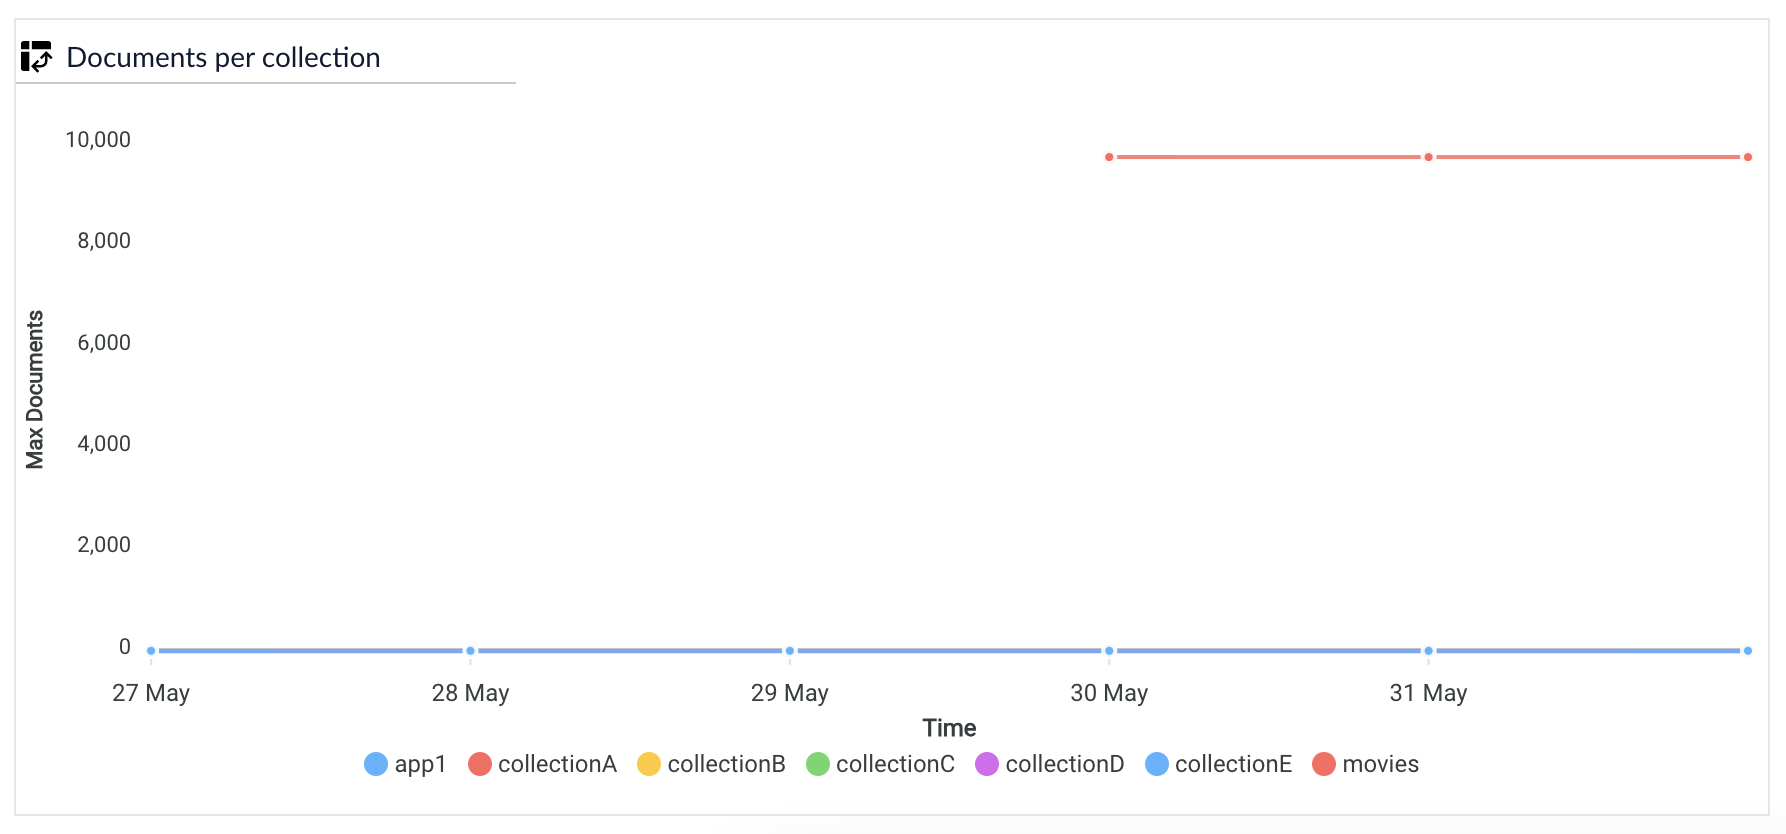 Documents per collection
10,000
8,000
6,000
4,000
2,000
0
Max Documents
27 May 28 May 29 May 30 May 31 May
Time
app1 collectionA collectionB collectionC collectionD collectionE movies